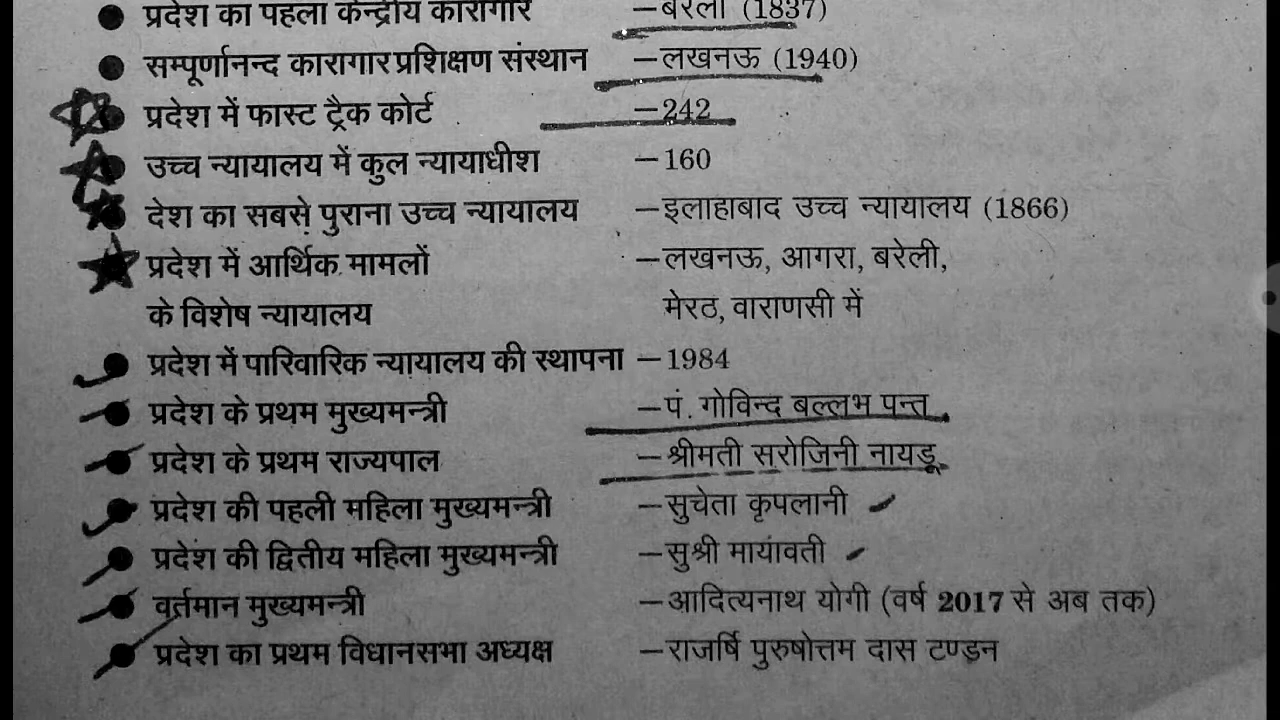 ● प्रदेश का पहला केन्द्रीय कारागार –बरेली (1837)
● सम्पूर्णानन्द कारागार प्रशिक्षण संस्थान –लखनऊ (1940)
● प्रदेश में फास्ट ट्रैक कोर्ट –242
● उच्च न्यायालय में कुल न्यायाधीश –160
● देश का सबसे पुराना उच्च न्यायालय –इलाहाबाद उच्च न्यायालय (1866)
● प्रदेश में आर्थिक मामलों –लखनऊ, आगरा, बरेली,
के विशेष न्यायालय मेरठ, वाराणसी में
● प्रदेश में पारिवारिक न्यायालय की स्थापना –1984
● प्रदेश के प्रथम मुख्यमन्त्री –पं. गोविन्द बल्लभ पन्त
● प्रदेश के प्रथम राज्यपाल –श्रीमती सरोजिनी नायडू
● प्रदेश की पहली महिला मुख्यमन्त्री –सुचेता कृपलानी
● प्रदेश की द्वितीय महिला मुख्यमन्त्री –सुश्री मायावती
● वर्तमान मुख्यमन्त्री –आदित्यनाथ योगी (वर्ष 2017 से अब तक)
● प्रदेश का प्रथम विधानसभा अध्यक्ष –राजर्षि पुरुषोत्तम दास टण्डन